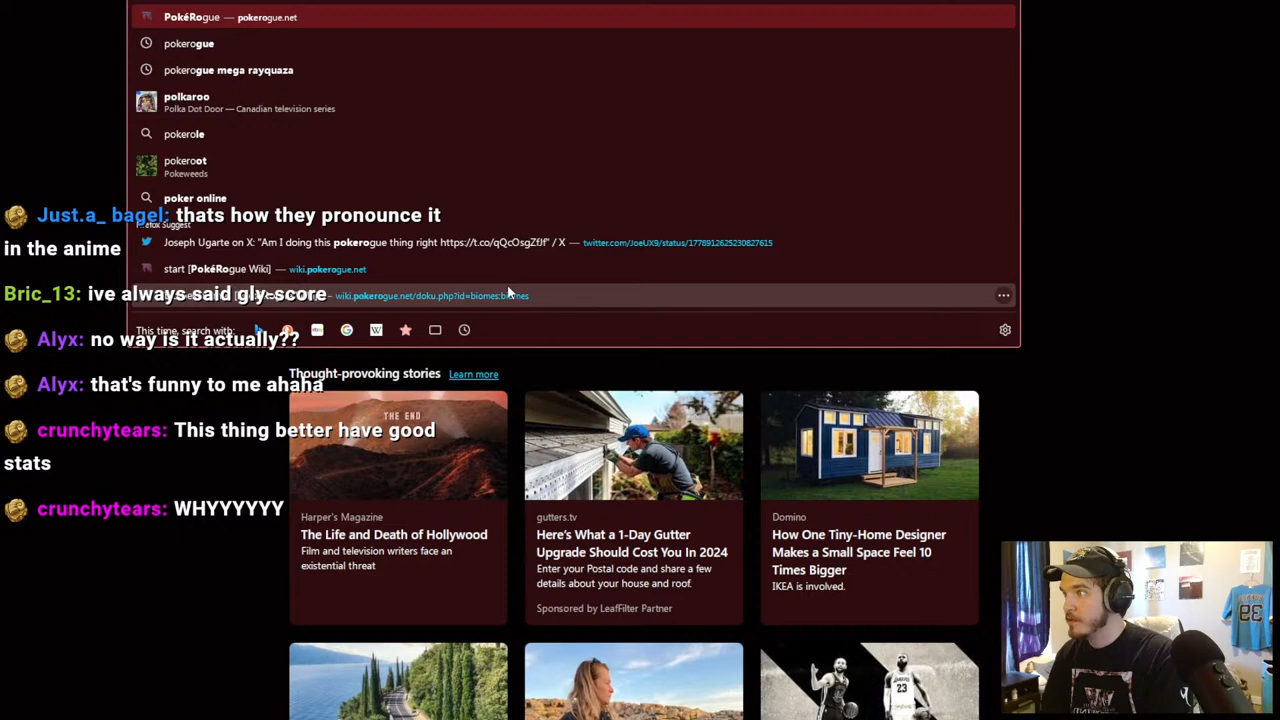 PokéRogue — pokerogue.net
pokerogue
pokerogue mega rayquaza
polkaroo
Polka Dot Door — Canadian television series
pokerole
pokeroot
Pokeweeds
poker online
Just.a_ bagel: thats how they pronounce it
in the anime
Firefox Suggest
Joseph Ugarte on X: "Am I doing this pokerogue thing right https://t.co/qQcOsgZfJf" / X — twitter.com/JoeUX9/status/1778912625230827615
start [PokéRogue Wiki] — wiki.pokerogue.net
Bric_13: ive always said gly-score
— wiki.pokerogue.net/doku.php?id=biomes:biomes
This time, search with:
Alyx: no way is it actually??
Thought-provoking stories Learn more
Alyx: that's funny to me ahaha
THE END
crunchytears: This thing better have good
stats
crunchytears: WHYYYYYY
Harper's Magazine
The Life and Death of Hollywood
Film and television writers face an
existential threat
gutters.tv
Here's What a 1-Day Gutter
Upgrade Should Cost You In 2024
Enter your Postal code and share a few
details about your house and roof.
Sponsored by LeafFilter Partner
Domino
How One Tiny-Home Designer
Makes a Small Space Feel 10
Times Bigger
IKEA is involved.
LAKERS
23
23